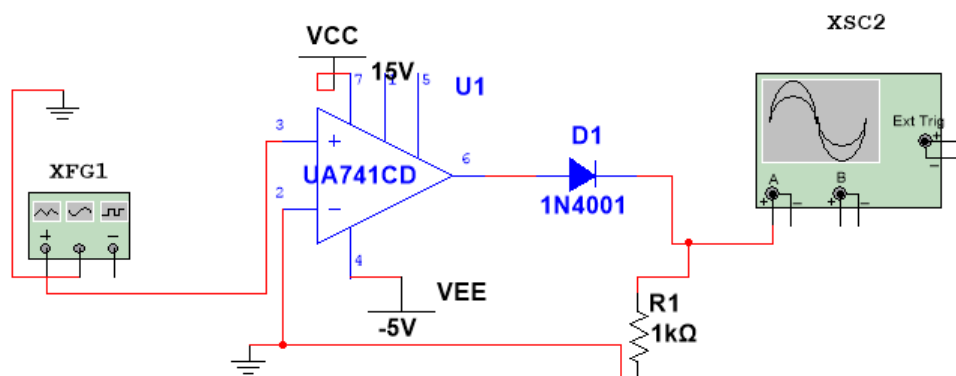 XSC2
VCC
15V
7
1
5
U1
Ext Trig
+
−
3
+
D1
6
XFG1
UA741CD
2
−
1N4001
A
B
+
−
+
−
+
−
4
VEE
-5V
R1
1kΩ